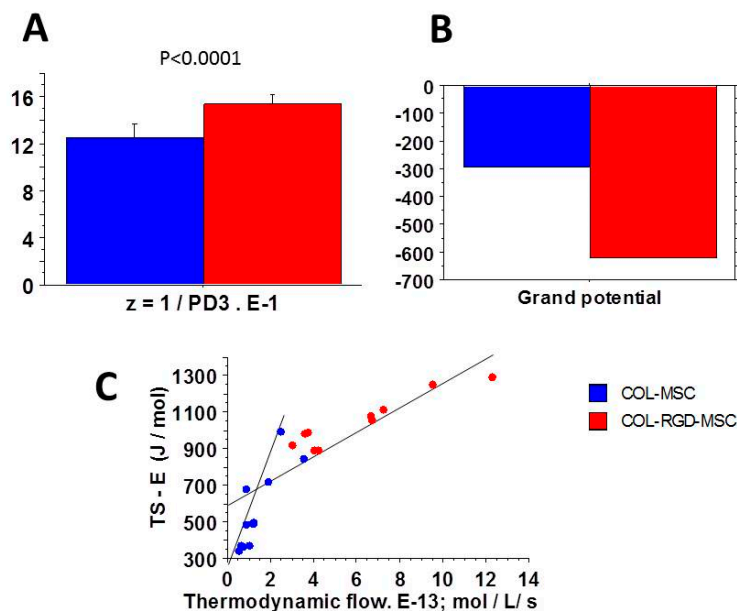 A
P<0.0001
16
12
8
4
0
z = 1 / PD3 . E-1
B
0
-100
-200
-300
-400
-500
-600
-700
Grand potential
C
TS - E (J / mol)
1300
1100
900
700
500
300
0 2 4 6 8 10 12 14
Thermodynamic flow. E-13; mol / L/ s
COL-MSC
COL-RGD-MSC